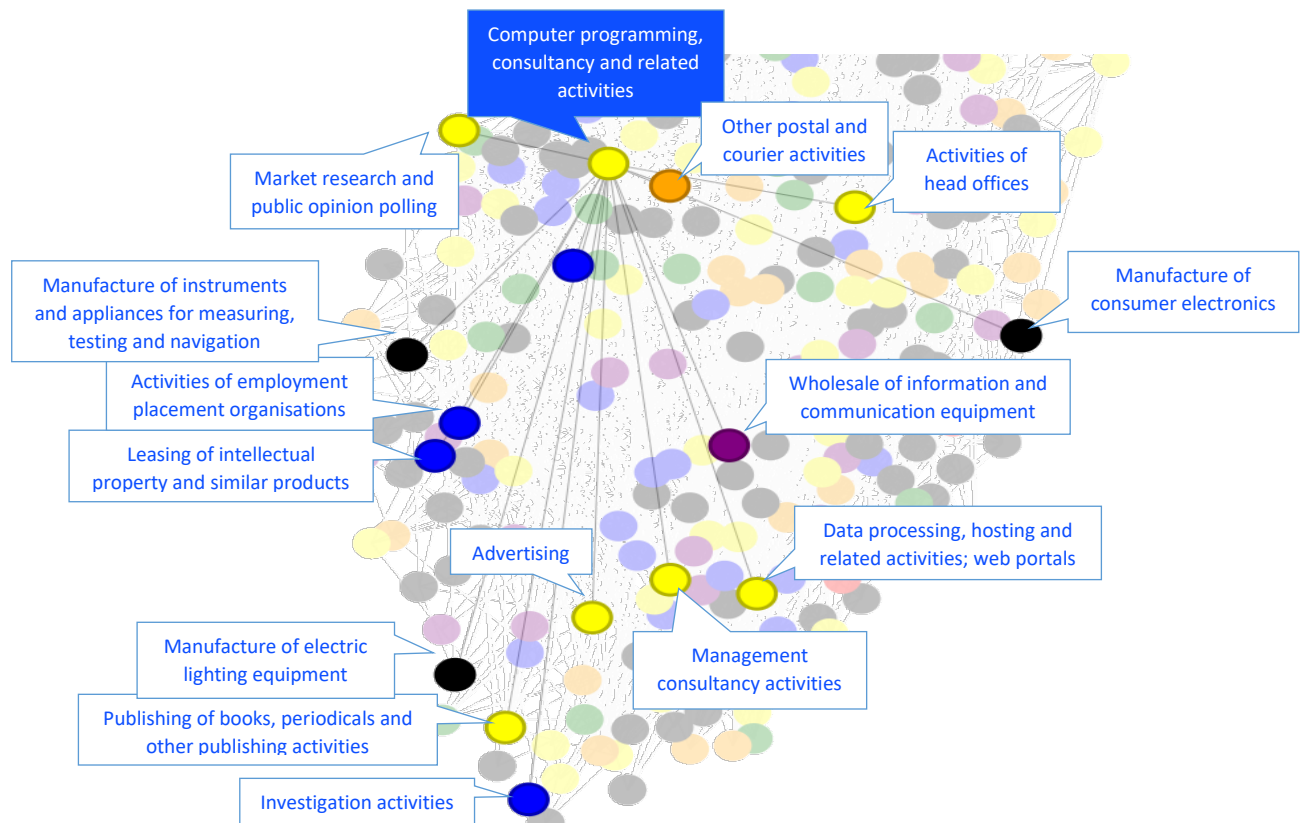 Computer programming,
consultancy and related
activities
Other postal and
courier activities
Activities of
head offices
Market research and
public opinion polling
Manufacture of instruments
and appliances for measuring,
testing and navigation
Manufacture of
consumer electronics
Activities of employment
placement organisations
Wholesale of information and
communication equipment
Leasing of intellectual
property and similar products
Data processing, hosting and
related activities; web portals
Advertising
Manufacture of electric
lighting equipment
Management
consultancy activities
Publishing of books, periodicals and
other publishing activities
Investigation activities